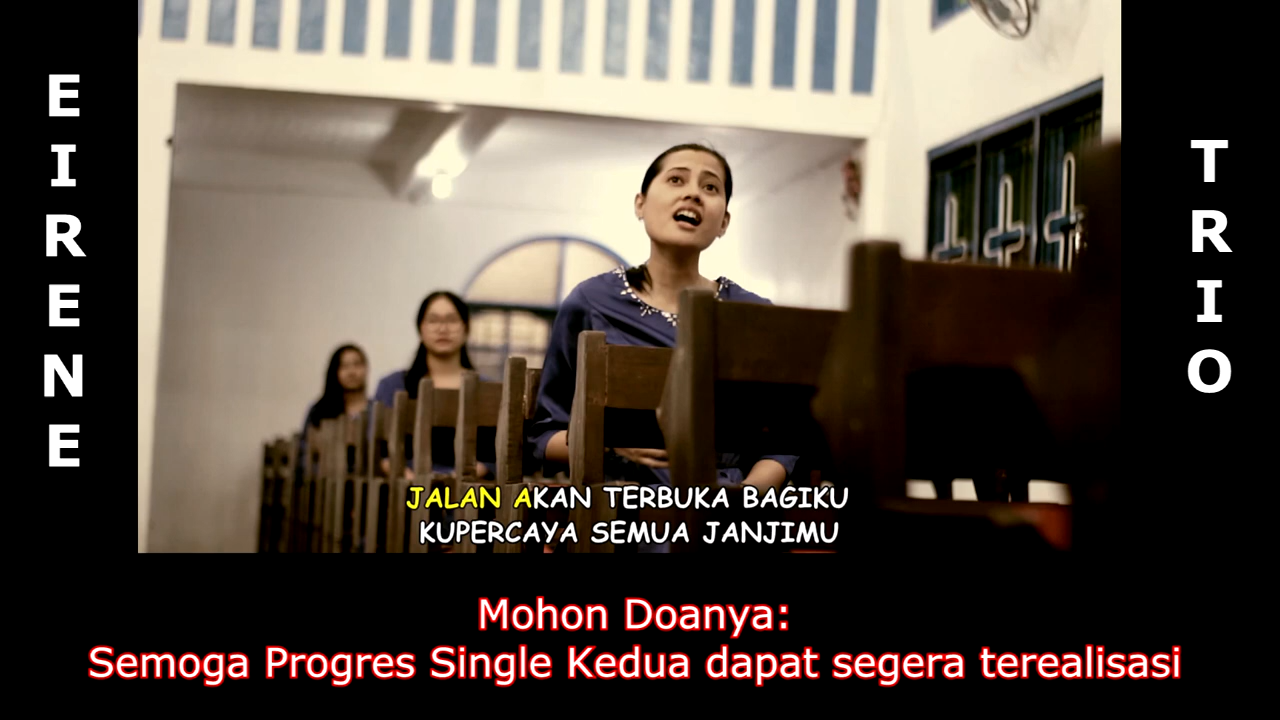 EIRENE
TRIO
JALAN AKAN TERBUKA BAGIKU
KUPERCAYA SEMUA JANJIMU
Mohon Doanya:
Semoga Progres Single Kedua dapat segera terealisasi